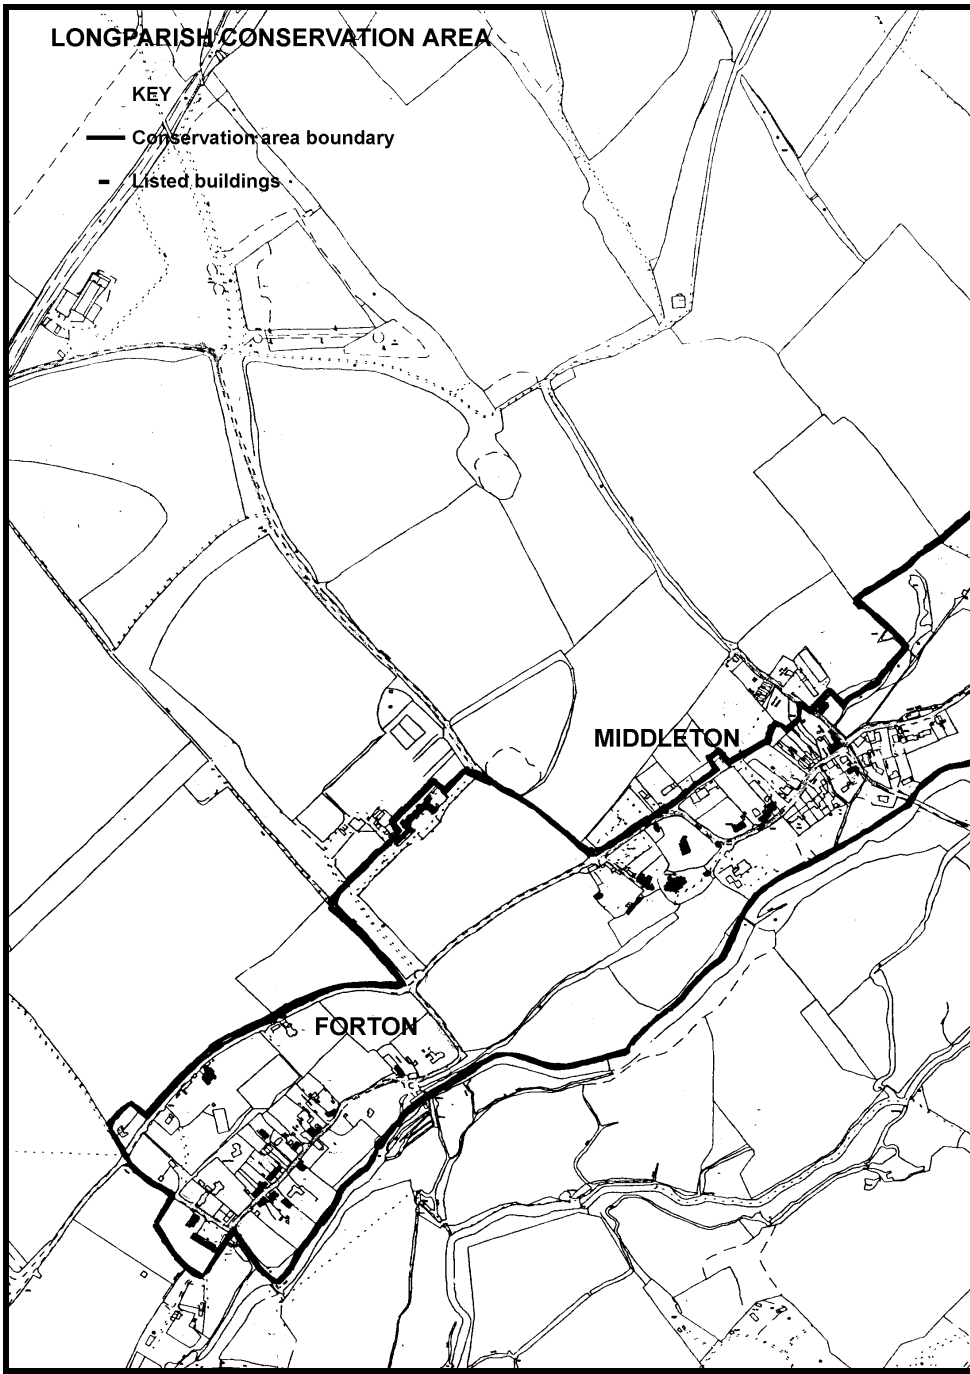 LONGPARISH CONSERVATION AREA
KEY
Conservation area boundary
Listed buildings
MIDDLETON
FORTON